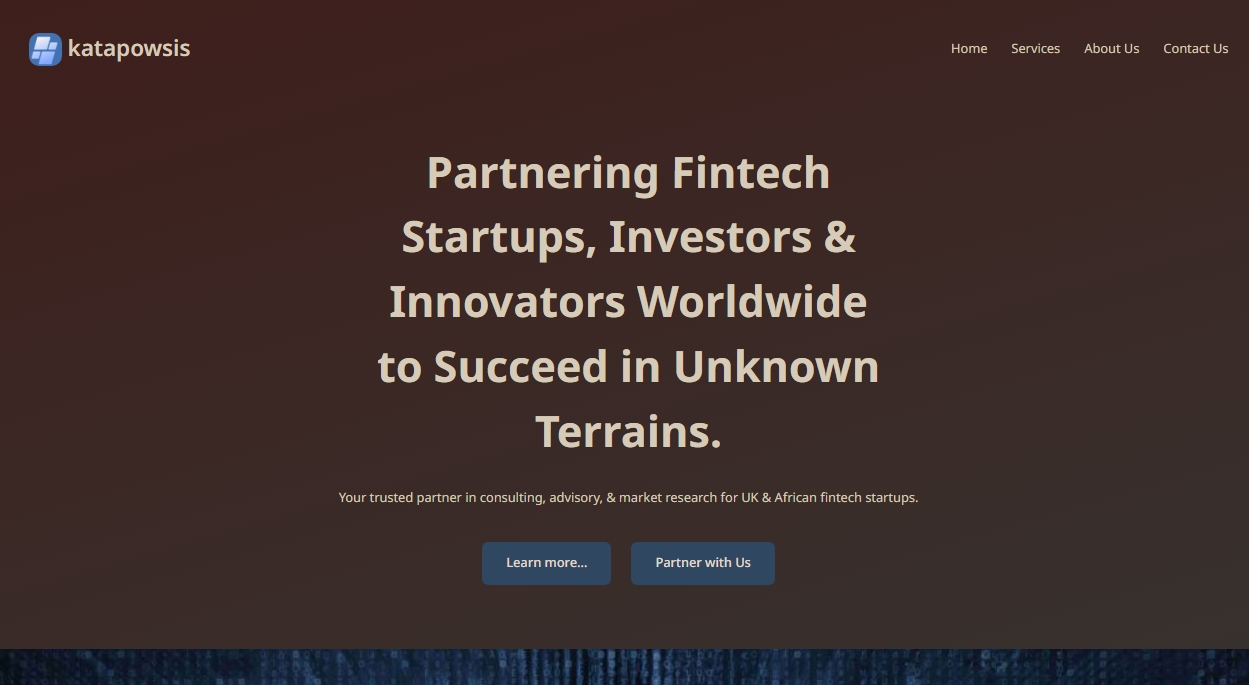 katapowsis
Home Services About Us Contact Us
Partnering Fintech
Startups, Investors &
Innovators Worldwide
to Succeed in Unknown
Terrains.
Your trusted partner in consulting, advisory, & market research for UK & African fintech startups.
Learn more... Partner with Us